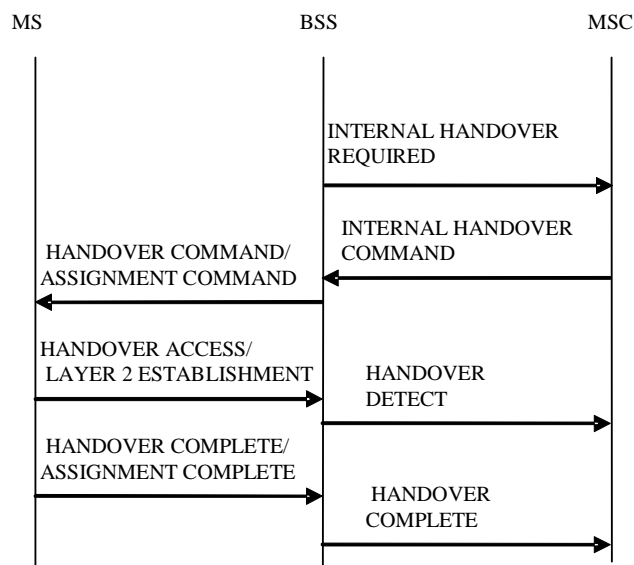 MS BSS MSC
INTERNAL HANDOVER
REQUIRED
INTERNAL HANDOVER
COMMAND
HANDOVER COMMAND/
ASSIGNMENT COMMAND
HANDOVER ACCESS/
LAYER 2 ESTABLISHMENT
HANDOVER
DETECT
HANDOVER COMPLETE/
ASSIGNMENT COMPLETE
HANDOVER
COMPLETE